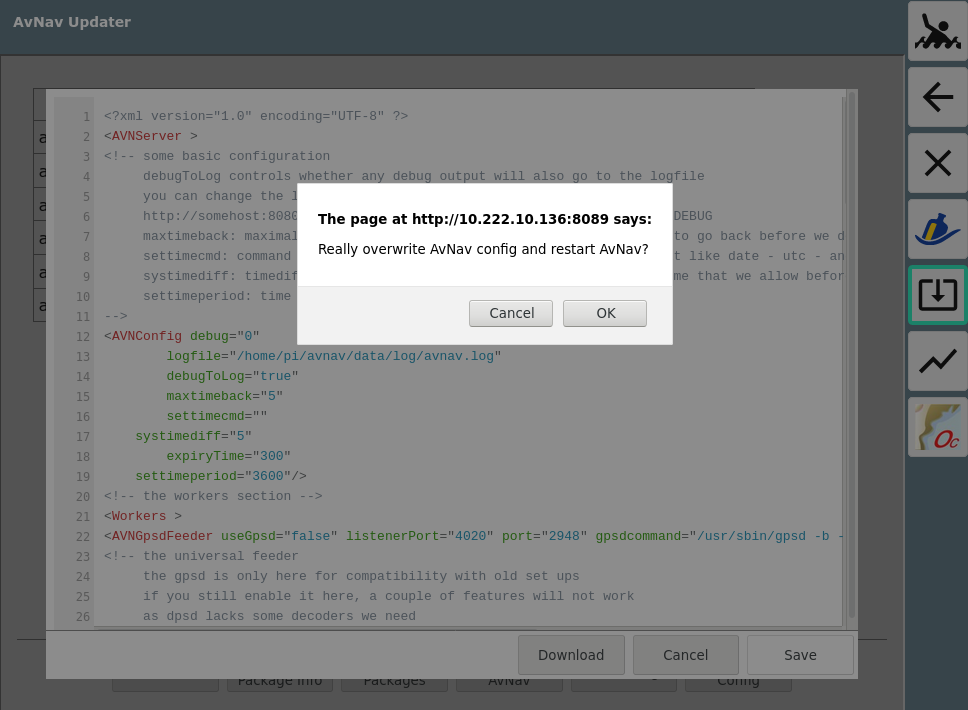 AvNav Updater
1 <?xml version="1.0" encoding="UTF-8" ?>
2 <AVNServer >
3 <!-- some basic configuration
4 debugToLog controls whether any debug output will also go to the logfile
5 you can change the l
6 http://somehost:8080 DEBUG
7 maxtimeback: maximal to go back before we d
8 settimecmd: command t like date - utc - an
9 systimediff: timedif me that we allow befor
10 settimeperiod: time
11 -->
12 <AVNConfig debug="0"
13 logfile="/home/pi/avnav/data/log/avnav.log"
14 debugToLog="true"
15 maxtimeback="5"
16 settimecmd=""
17 systimediff="5"
18 expiryTime="300"
19 settimeperiod="3600"/>
20 <!-- the workers section -->
21 <Workers >
22 <AVNGpsdFeeder useGpsd="false" listenerPort="4020" port="2948" gpsdcommand="/usr/sbin/gpsd -b -
23 <!-- the universal feeder
24 the gpsd is only here for compatibility with old set ups
25 if you still enable it here, a couple of features will not work
26 as dpsd lacks some decoders we need
The page at http://10.222.10.136:8089 says:
Really overwrite AvNav config and restart AvNav?
Cancel OK
Download Cancel Save
Package Info Packages AvNav Config
Oc